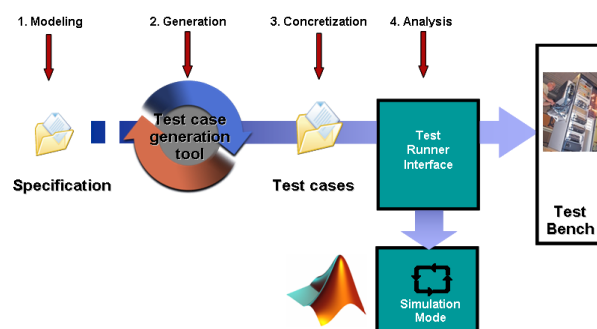 1. Modeling
2. Generation
3. Concretization
4. Analysis
Test case
generation
tool
Specification
Test cases
Test
Runner
Interface
Test
Bench
Simulation
Mode